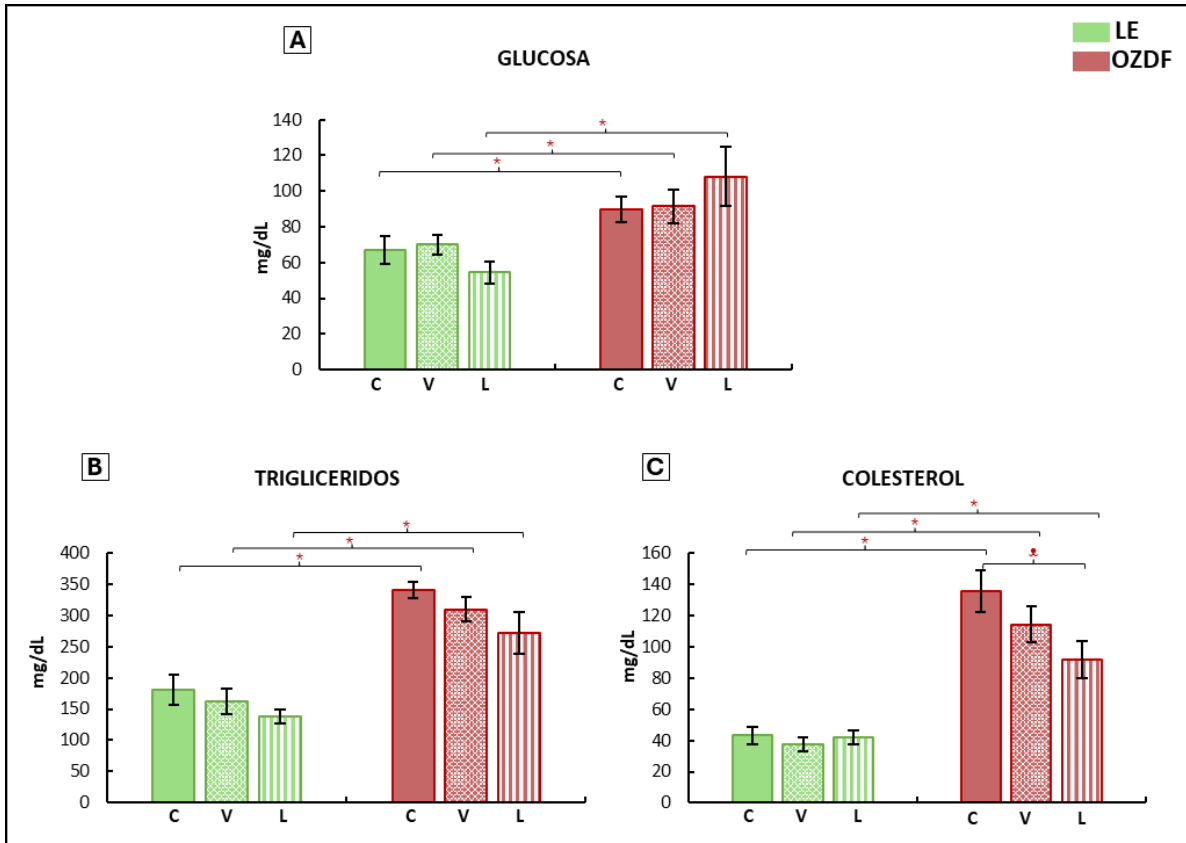 A
GLUCOSA
LE
OZDF
mg/dL
140
120
100
80
60
40
20
0
*
*
*
C V L C V L
B
TRIGLICERIDOS
mg/dL
400
350
300
250
200
150
100
50
0
*
*
*
C V L C V L
C
COLESTEROL
mg/dL
160
140
120
100
80
60
40
20
0
*
*
*
C V L C V L